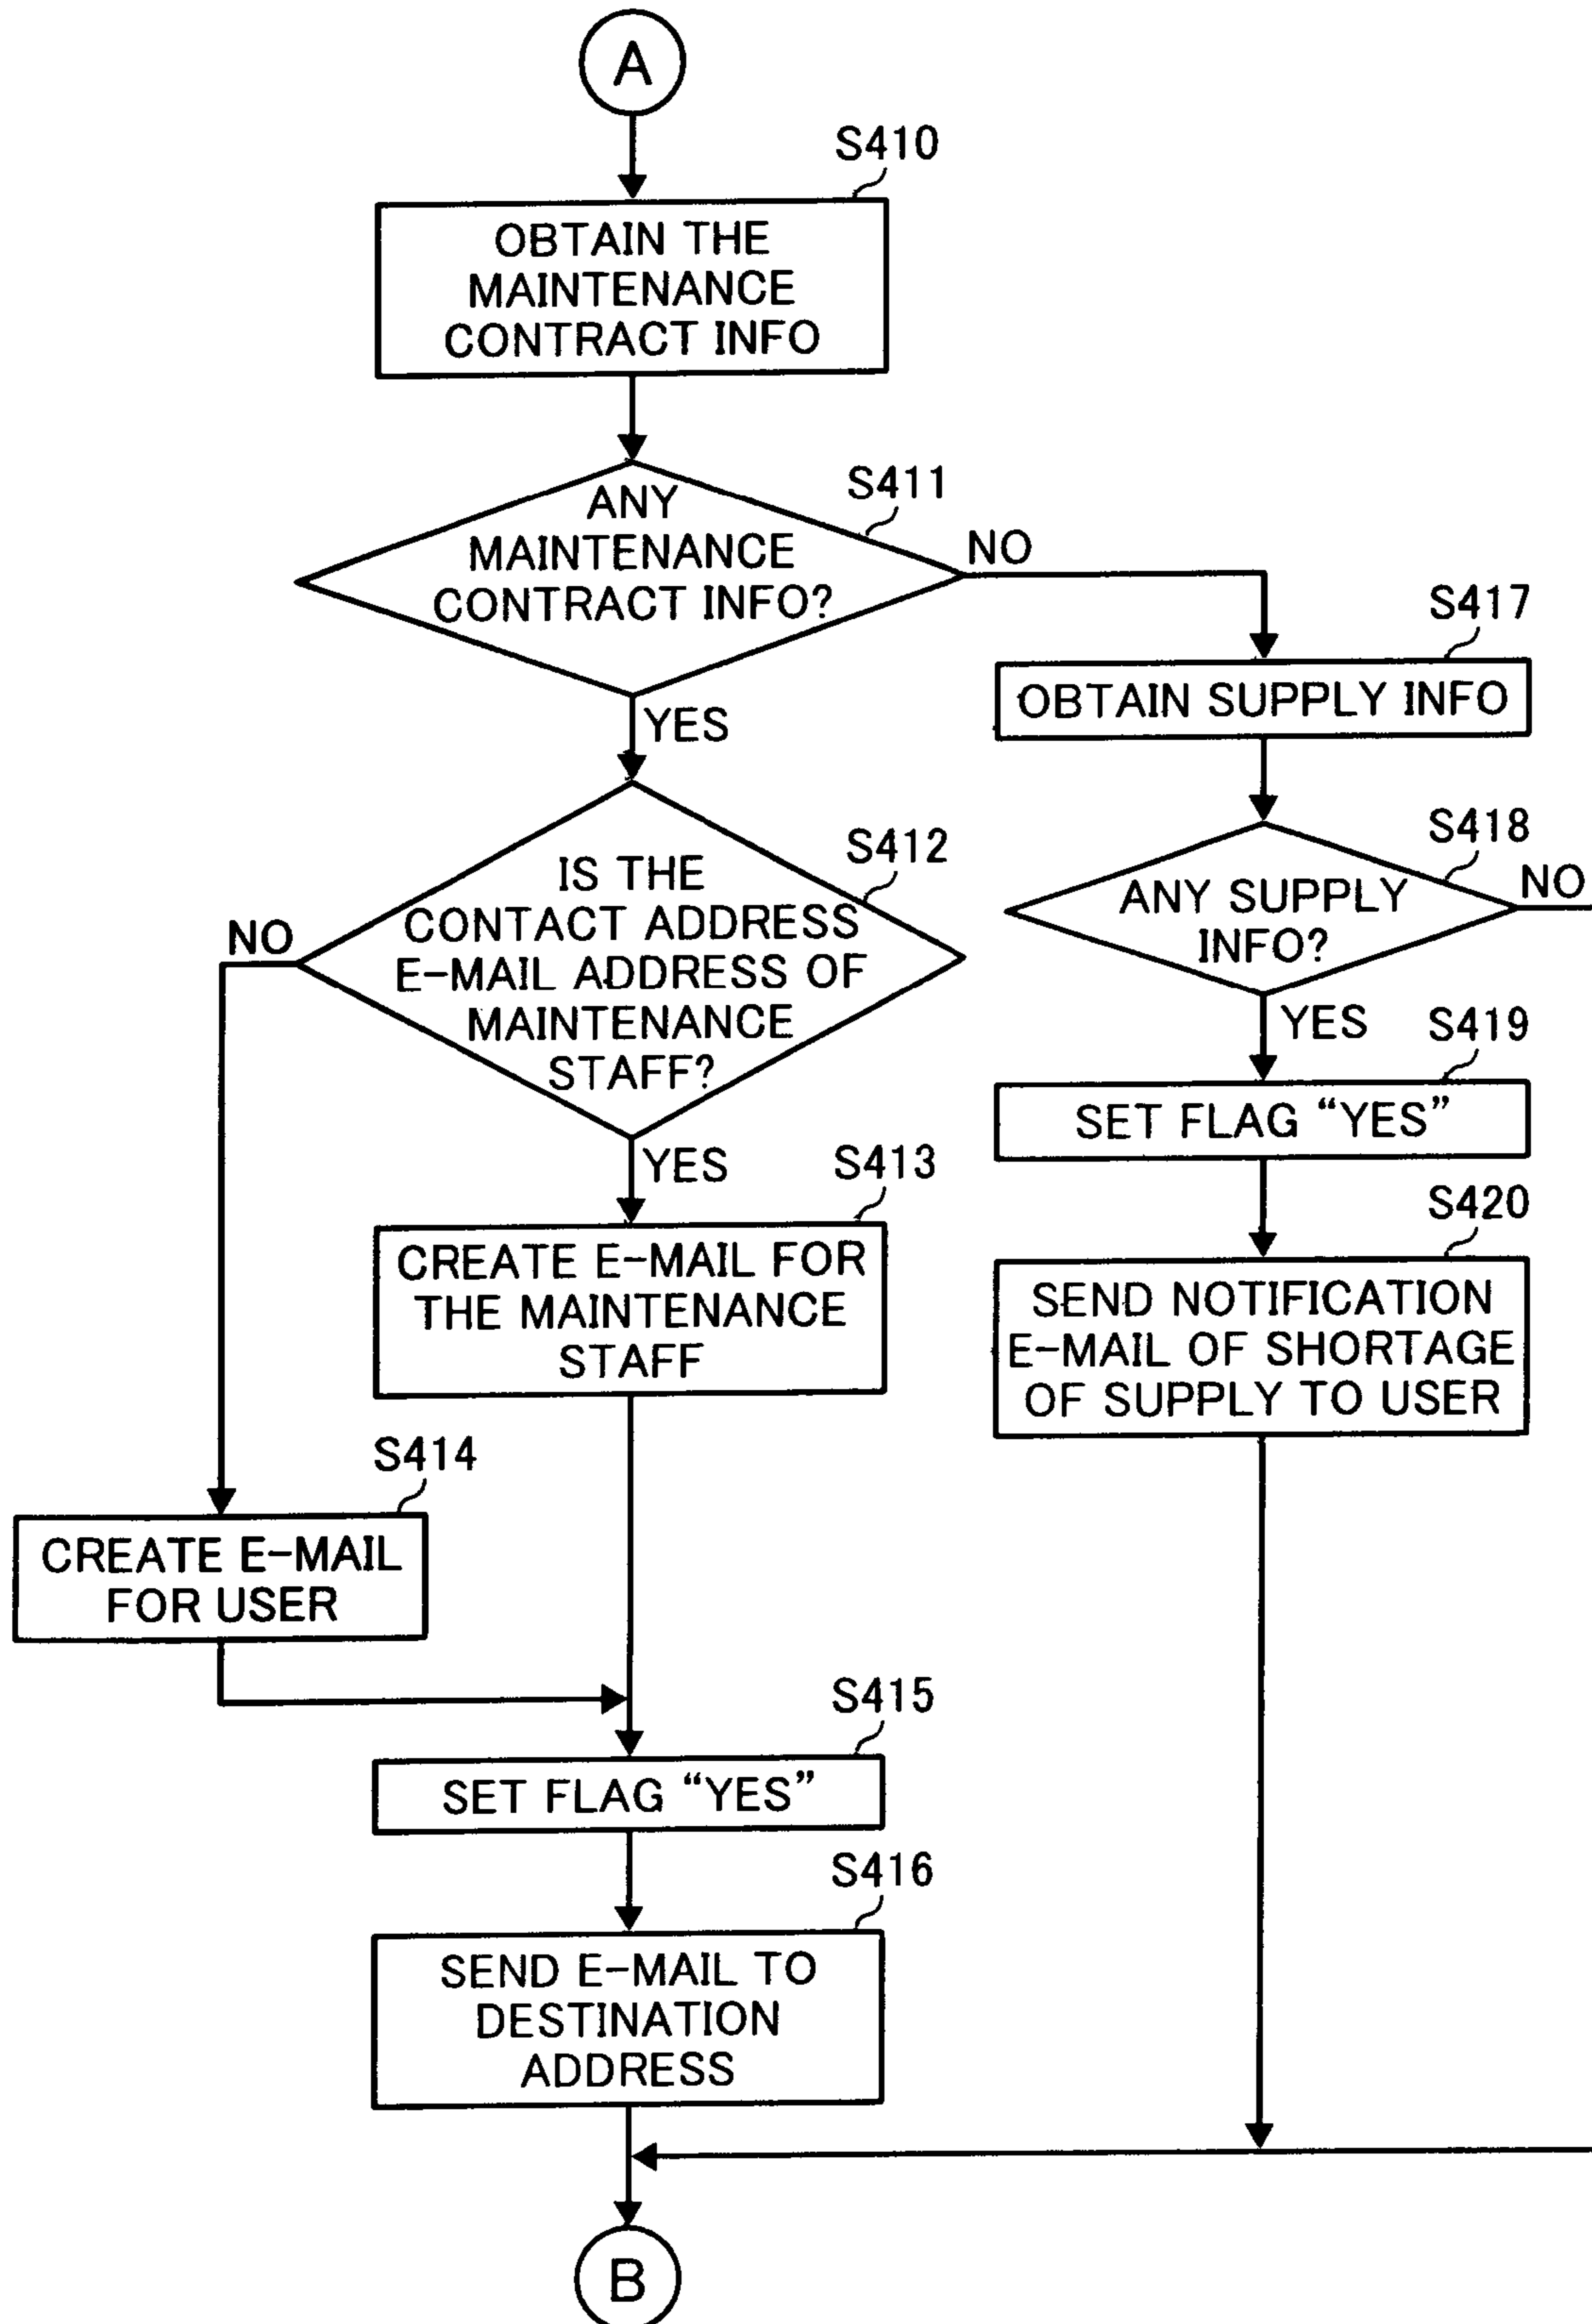 A
S410
OBTAIN THE
MAINTENANCE
CONTRACT INFO
S411
ANY
MAINTENANCE
CONTRACT INFO?
NO
YES
S412
IS THE
CONTACT ADDRESS
E-MAIL ADDRESS OF
MAINTENANCE
STAFF?
NO
YES
S413
CREATE E-MAIL FOR
THE MAINTENANCE
STAFF
S414
CREATE E-MAIL
FOR USER
S415
SET FLAG “YES”
S416
SEND E-MAIL TO
DESTINATION
ADDRESS
S417
OBTAIN SUPPLY INFO
S418
ANY SUPPLY
INFO?
NO
YES
S419
SET FLAG “YES”
S420
SEND NOTIFICATION
E-MAIL OF SHORTAGE
OF SUPPLY TO USER
B